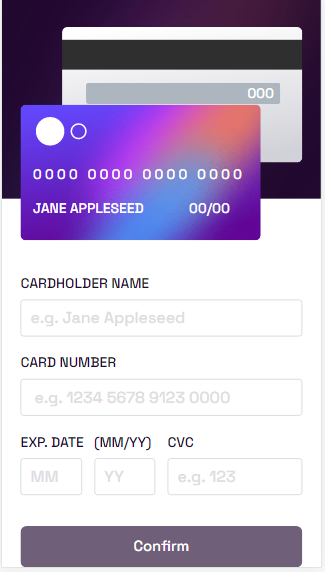 000
0000 0000 0000 0000
JANE APPLESEED 00/00
CARDHOLDER NAME
e.g. Jane Appleseed
CARD NUMBER
e.g. 1234 5678 9123 0000
EXP. DATE (MM/YY) CVC
MM YY e.g. 123
Confirm